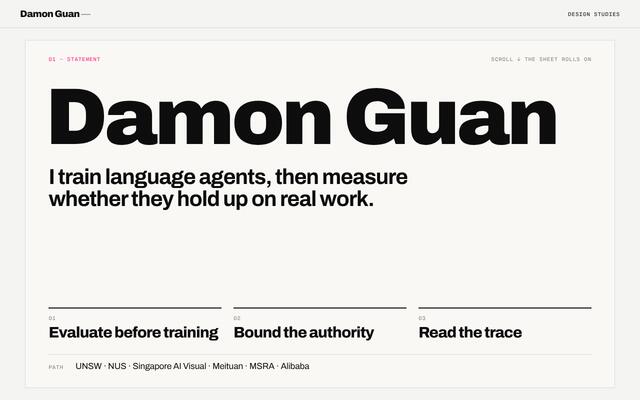 Damon Guan—
DESIGN STUDIES
01 — STATEMENT
SCROLL ↓ THE SHEET ROLLS ON
Damon Guan
I train language agents, then measure
whether they hold up on real work.
01
Evaluate before training
02
Bound the authority
03
Read the trace
PATH
UNSW · NUS · Singapore AI Visual · Meituan · MSRA · Alibaba